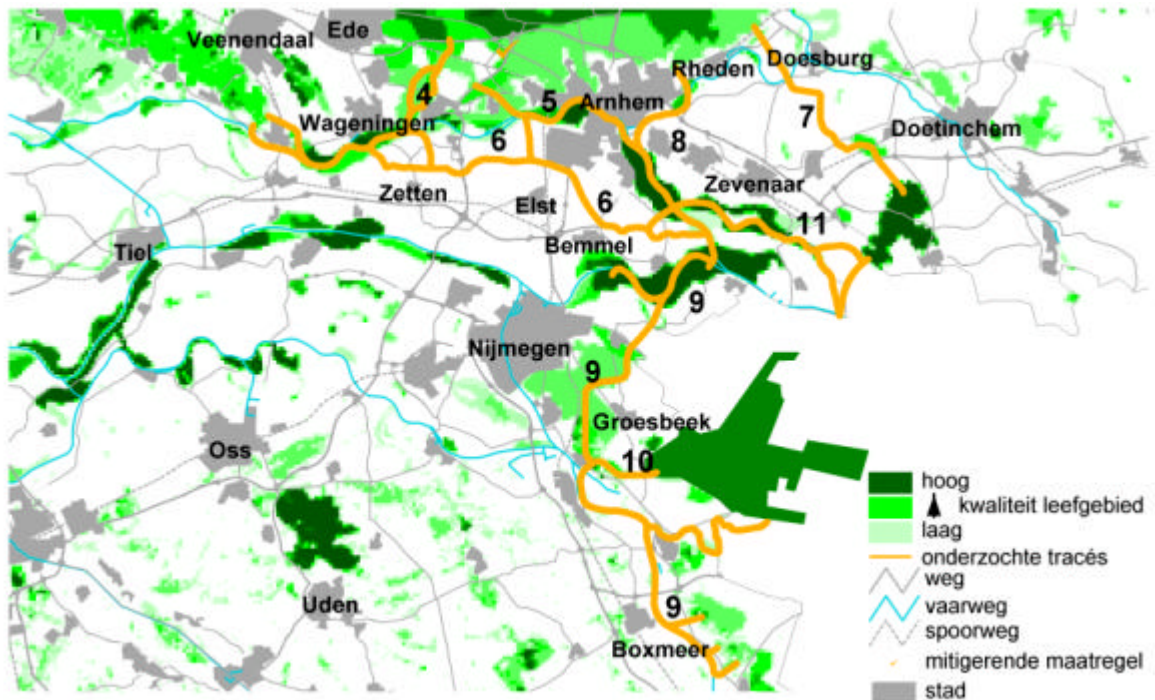 Ede
Veenendaal
Doesburg
Rheden
4
5
Arnhem
7
Wageningen
Doetinchem
6
8
Zetten
Zevenaar
Elst
6
11
Tiel
Bemmel
9
Nijmegen
9
Groesbeek
Oss
10
hoog
kwaliteit leefgebied
laag
onderzochte tracés
weg
Uden
9
vaarweg
spoorweg
Boxmeer
mitigerende maatregel
stad